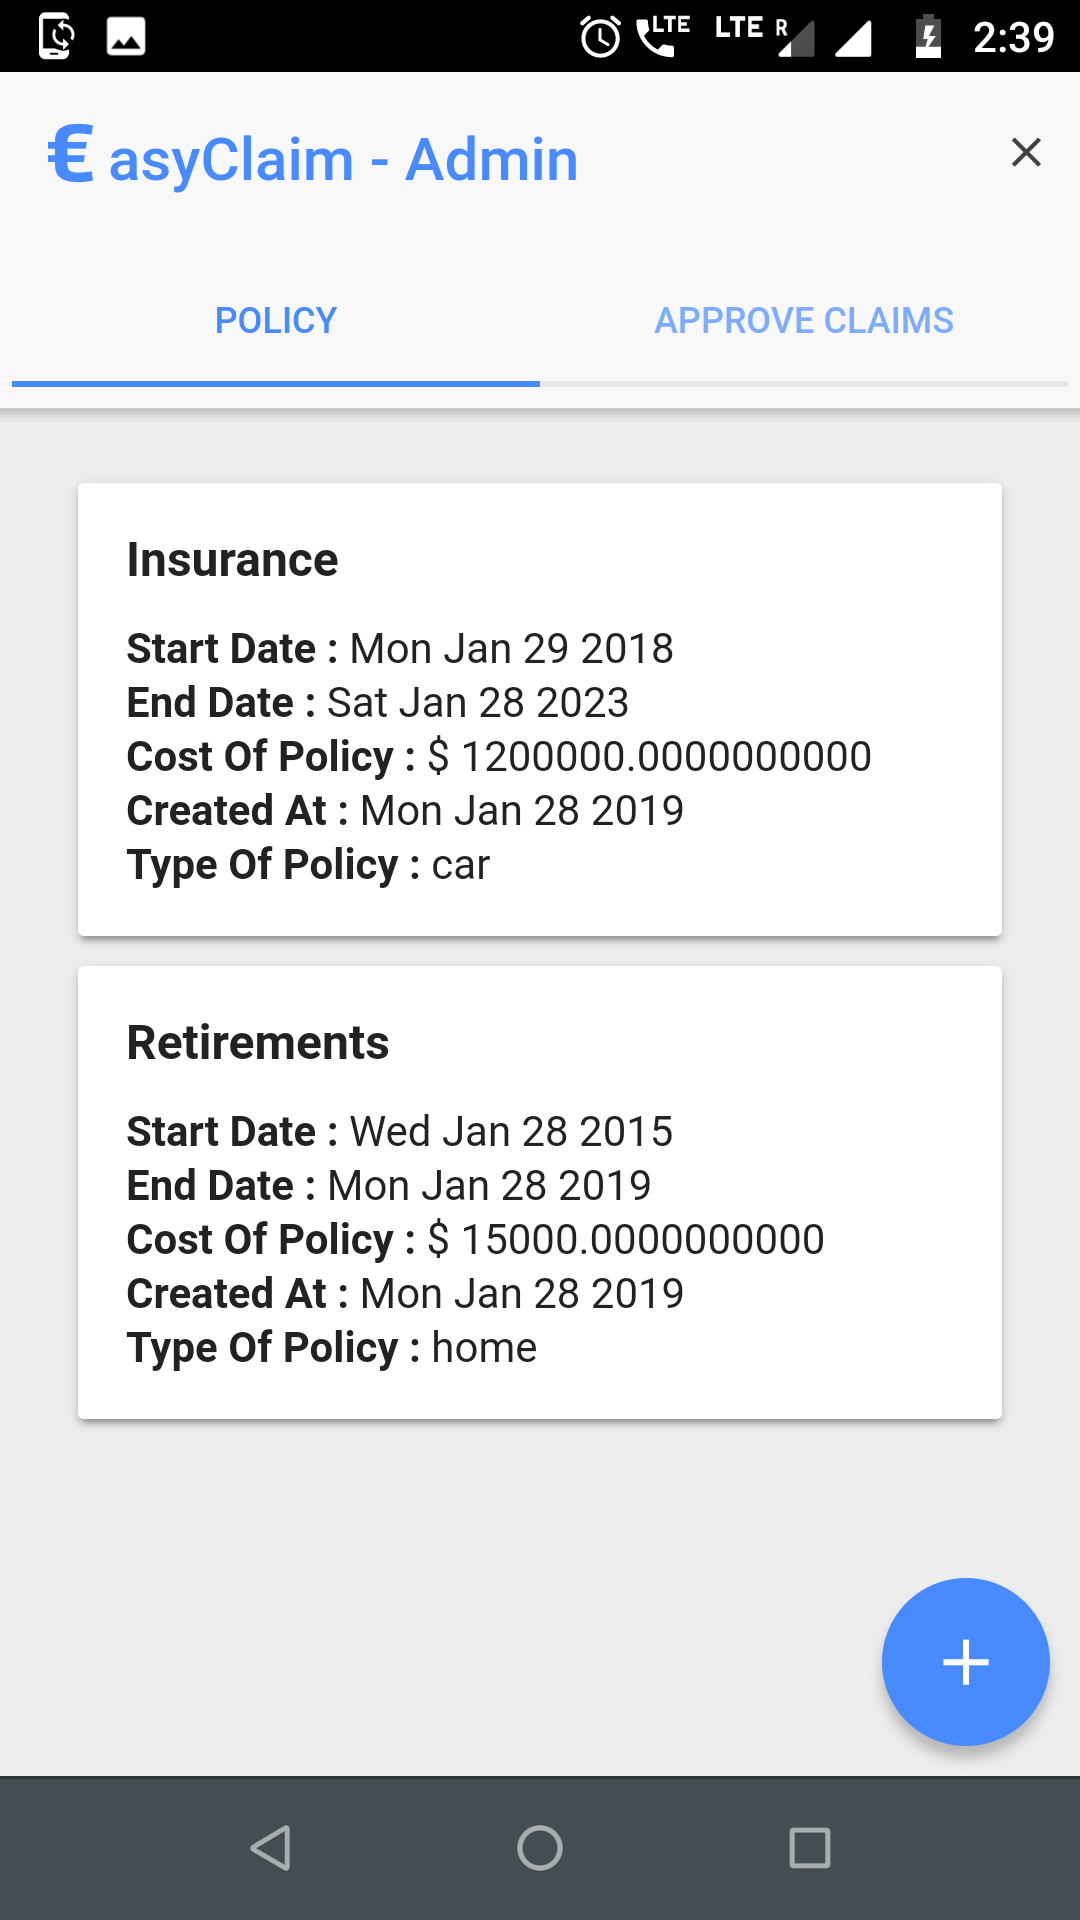 LTE LTE R 2:39
€ asyClaim - Admin
POLICY APPROVE CLAIMS
Insurance
Start Date : Mon Jan 29 2018
End Date : Sat Jan 28 2023
Cost Of Policy : $ 1200000.0000000000
Created At : Mon Jan 28 2019
Type Of Policy : car
Retirements
Start Date : Wed Jan 28 2015
End Date : Mon Jan 28 2019
Cost Of Policy : $ 15000.0000000000
Created At : Mon Jan 28 2019
Type Of Policy : home